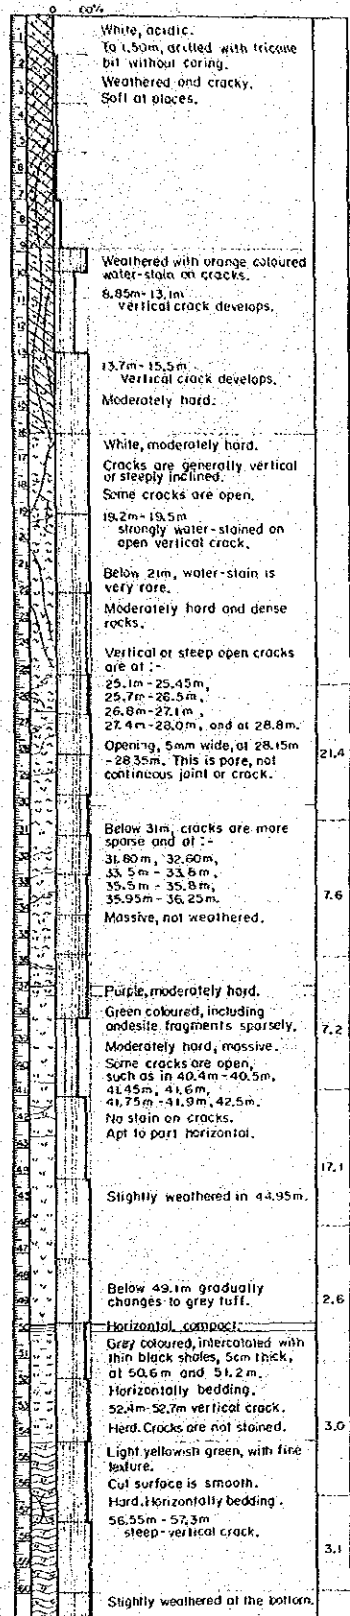 0 60%
White, acidic.
To 1.50m, drilled with tricone
bit without coring.
Weathered and cracky.
Soft at places.
Weathered with orange coloured
water-stain on cracks.
8.85m-13.1m
vertical crack develops.
13.7m-15.5m
Vertical crack develops.
Moderately hard.
White, moderately hard.
Cracks are generally vertical
or steeply inclined.
Some cracks are open.
19.2m-19.5m
strongly water-stained on
open vertical crack.
Below 21m, water-stain is
very rare.
Moderately hard and dense
rocks.
Vertical or steep open cracks
are at :-
25.1m-25.45m,
25.7m-26.5m,
26.8m-27.1m,
27.4m-28.0m, and at 28.8m.
Opening, 5mm wide, at 28.15m
-28.35m. This is pore, not
continuous joint or crack.
21.4
Below 31m, cracks are more
sparse and at :-
31.80m, 32.60m,
33.5m-33.8m,
35.5m-35.8m,
35.95m-36.25m.
7.6
Massive, not weathered.
Purple, moderately hard.
Green coloured, including
andesite fragments sparsely.
7.2
Moderately hard, massive.
Some cracks are open,
such as in 40.4m-40.5m,
41.45m, 41.6m,
41.75m-41.9m, 42.5m.
No stain on cracks.
Apt to part horizontal.
17.1
Slightly weathered in 44.95m.
Below 49.1m gradually
changes to grey tuff.
2.6
Horizontal, compact.
Grey coloured, intercalated with
thin black shales, 5cm thick,
at 50.6m and 51.2m.
Horizontally bedding.
52.4m-52.7m vertical crack.
Hard. Cracks are not stained.
3.0
Light yellowish green, with fine
texture.
Cut surface is smooth.
Hard. Horizontally bedding.
56.55m-57.3m
steep-vertical crack.
3.1
Slightly weathered at the bottom.